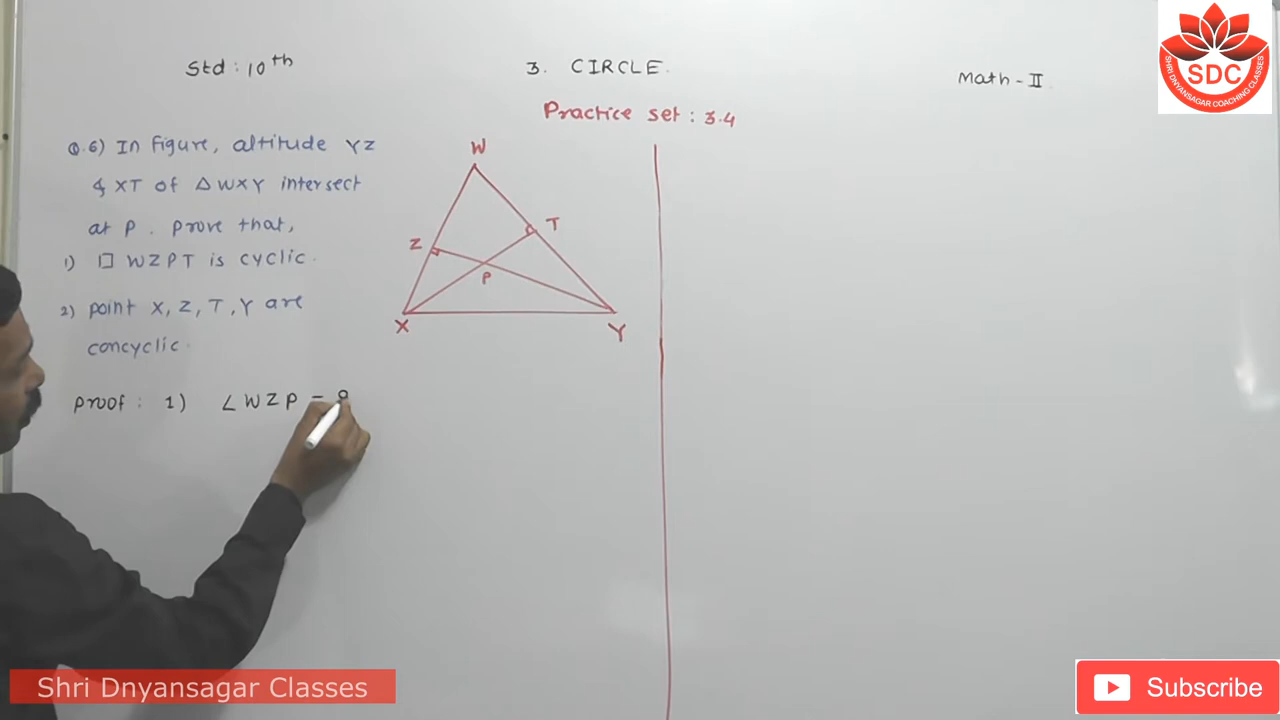 Std : 10th
3. CIRCLE.
Math - II
Practice set : 3.4
Q.6) In Figure, altitude YZ
& XT of △ WXY intersect
at P. Prove that,
1) □ WZPT is cyclic.
2) point X, Z, T, Y are
concyclic.
Proof : 1) ∠ WZP =
W
Z
T
P
X
Y
SHRI DNYANSAGAR COACHING CLASSES
SDC
Shri Dnyansagar Classes
Subscribe